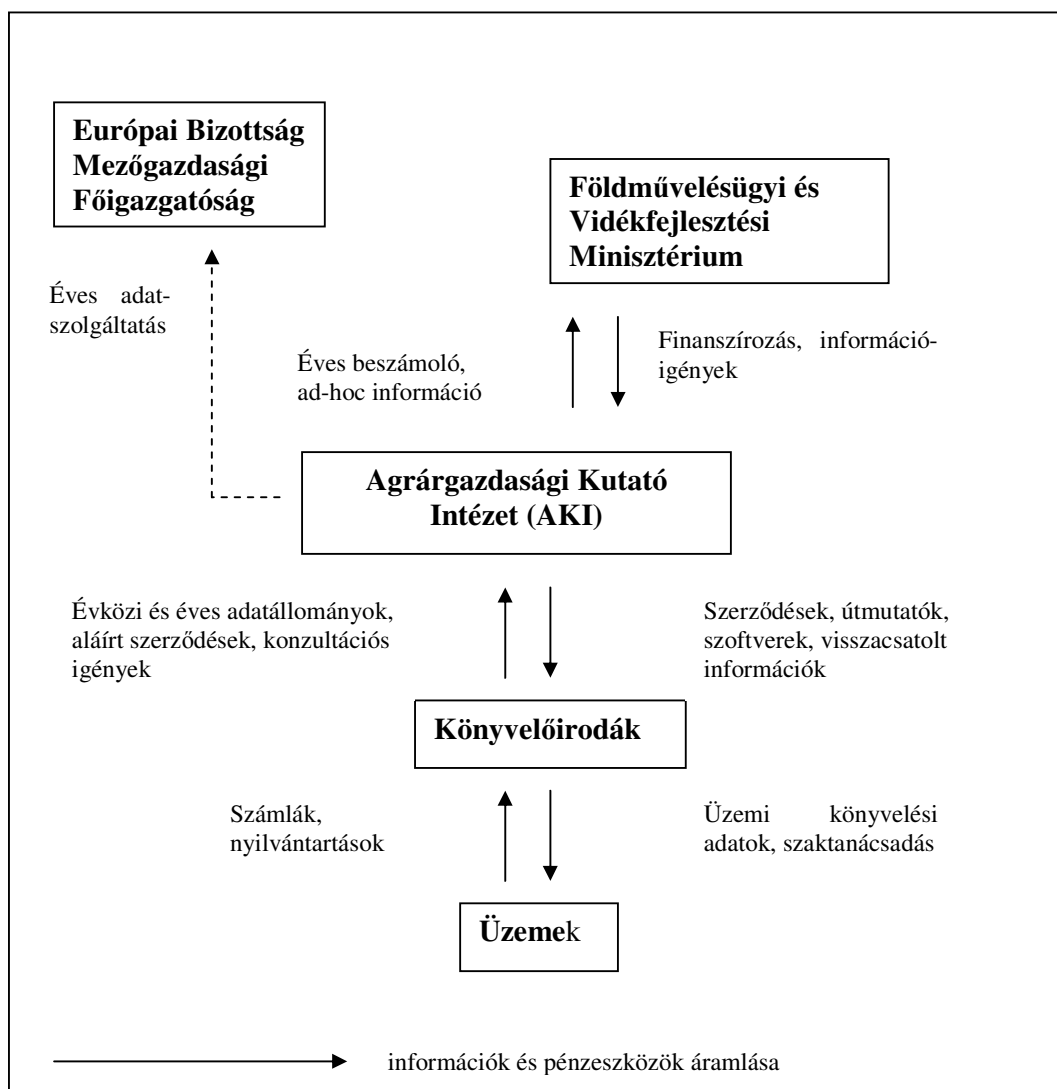 Európai Bizottság
Mezőgazdasági
Főigazgatóság
Földművelésügyi és
Vidékfejlesztési
Minisztérium
Éves adat-
szolgáltatás
Éves beszámoló,
ad-hoc információ
Finanszírozás, információ-
igények
Agrárgazdasági Kutató
Intézet (AKI)
Évközi és éves adatállományok,
aláírt szerződések, konzultációs
igények
Szerződések, útmutatók,
szoftverek, visszacsatolt
információk
Könyvelőirodák
Számlák,
nyilvántartások
Üzemi könyvelési
adatok, szaktanácsadás
Üzemek
információk és pénzeszközök áramlása